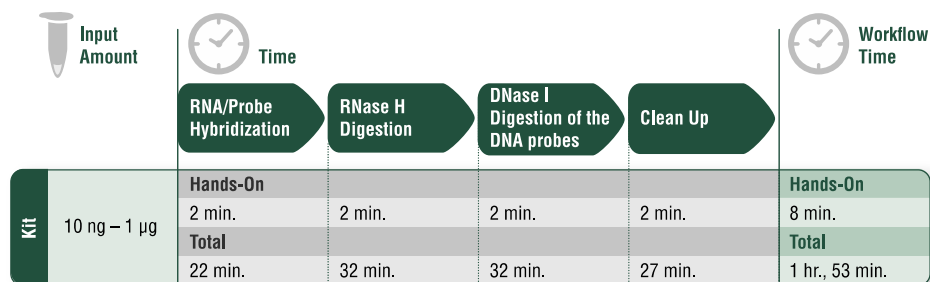 Input
Amount
Time
Workflow
Time
RNA/Probe
Hybridization
RNase H
Digestion
DNase I
Digestion of the
DNA probes
Clean Up
Kit
10 ng – 1 µg
Hands-On
Hands-On
2 min. 2 min. 2 min. 2 min. 8 min.
Total
Total
22 min. 32 min. 32 min. 27 min. 1 hr., 53 min.